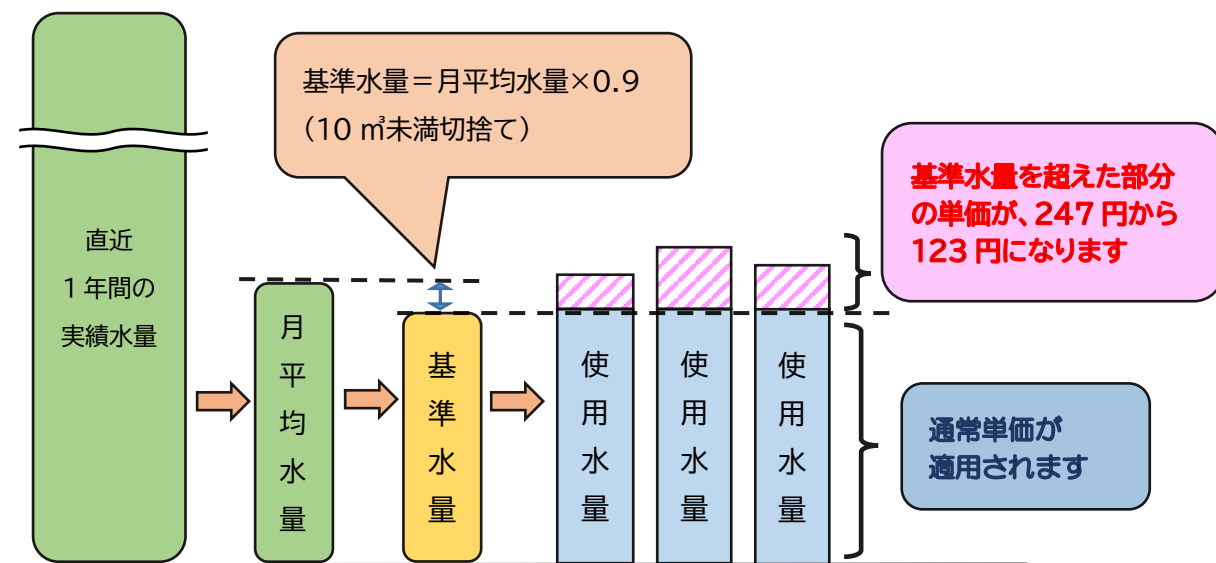 基準水量＝月平均水量×0.9
（10 ㎥未満切捨て）
基準水量を超えた部分
の単価が、247 円から
123 円になります
直近
1 年間の
実績水量
月平均水量
基準水量
使用水量
使用水量
使用水量
通常単価が
適用されます